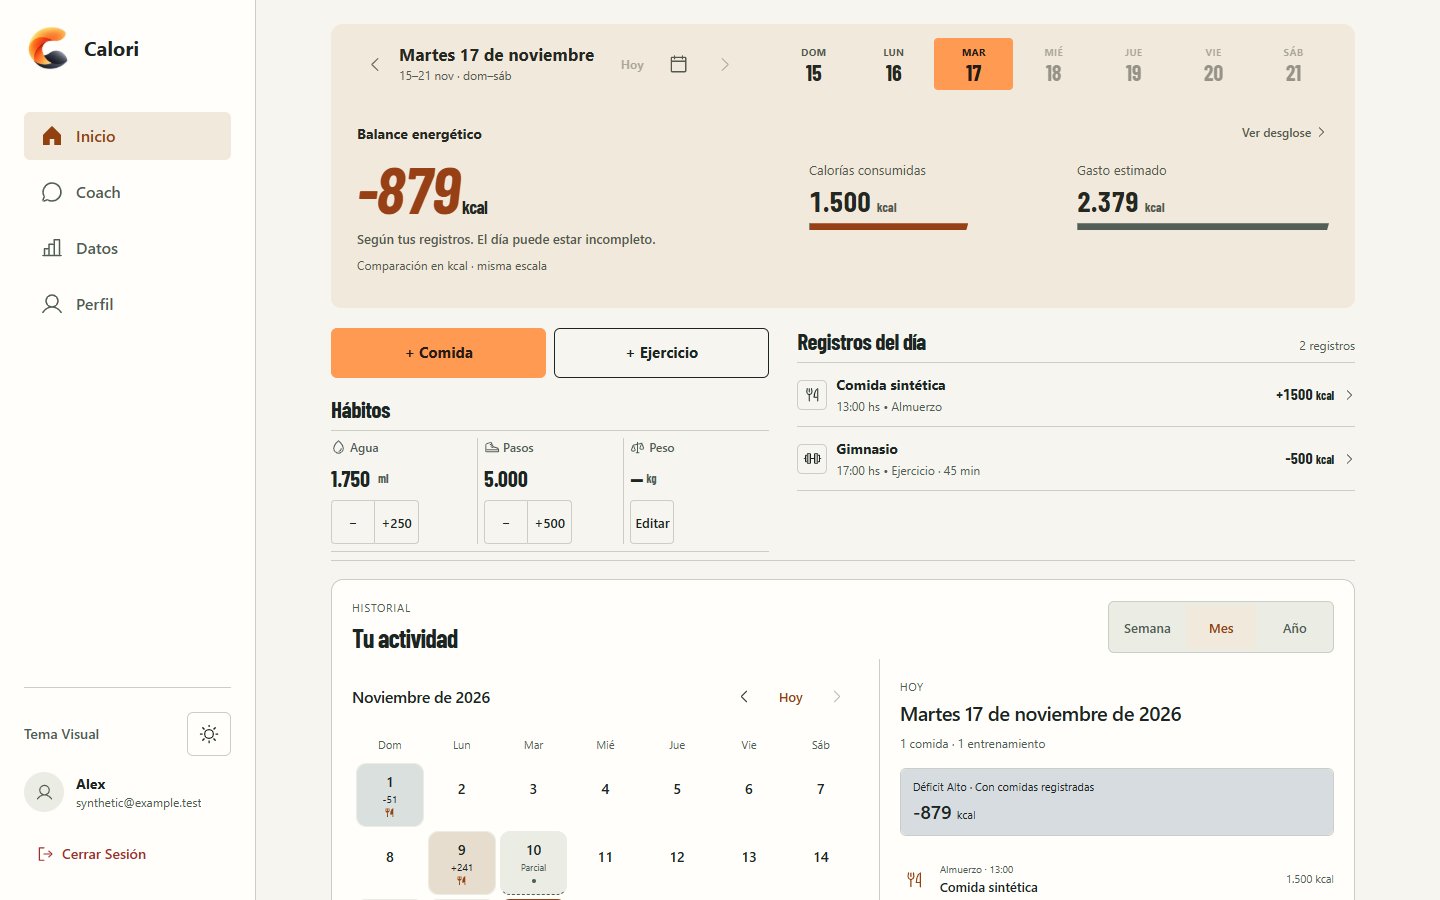 Calori
Inicio
Coach
Datos
Perfil
Tema Visual
Alex
synthetic@example.test
Cerrar Sesión
Martes 17 de noviembre
15–21 nov · dom–sáb
Hoy
DOM
15
LUN
16
MAR
17
MIÉ
18
JUE
19
VIE
20
SÁB
21
Balance energético
Ver desglose
-879 kcal
Según tus registros. El día puede estar incompleto.
Comparación en kcal · misma escala
Calorías consumidas
1.500 kcal
Gasto estimado
2.379 kcal
+ Comida
+ Ejercicio
Hábitos
Agua
1.750 ml
– +250
Pasos
5.000
– +500
Peso
— kg
Editar
Registros del día
2 registros
Comida sintética
13:00 hs • Almuerzo
+1500 kcal
Gimnasio
17:00 hs • Ejercicio · 45 min
-500 kcal
HISTORIAL
Tu actividad
Semana Mes Año
Noviembre de 2026
Hoy
Dom Lun Mar Mié Jue Vie Sáb
1 2 3 4 5 6 7
-51
8 9 10 11 12 13 14
+241 Parcial
HOY
Martes 17 de noviembre de 2026
1 comida · 1 entrenamiento
Déficit Alto · Con comidas registradas
-879 kcal
Almuerzo · 13:00
Comida sintética
1.500 kcal